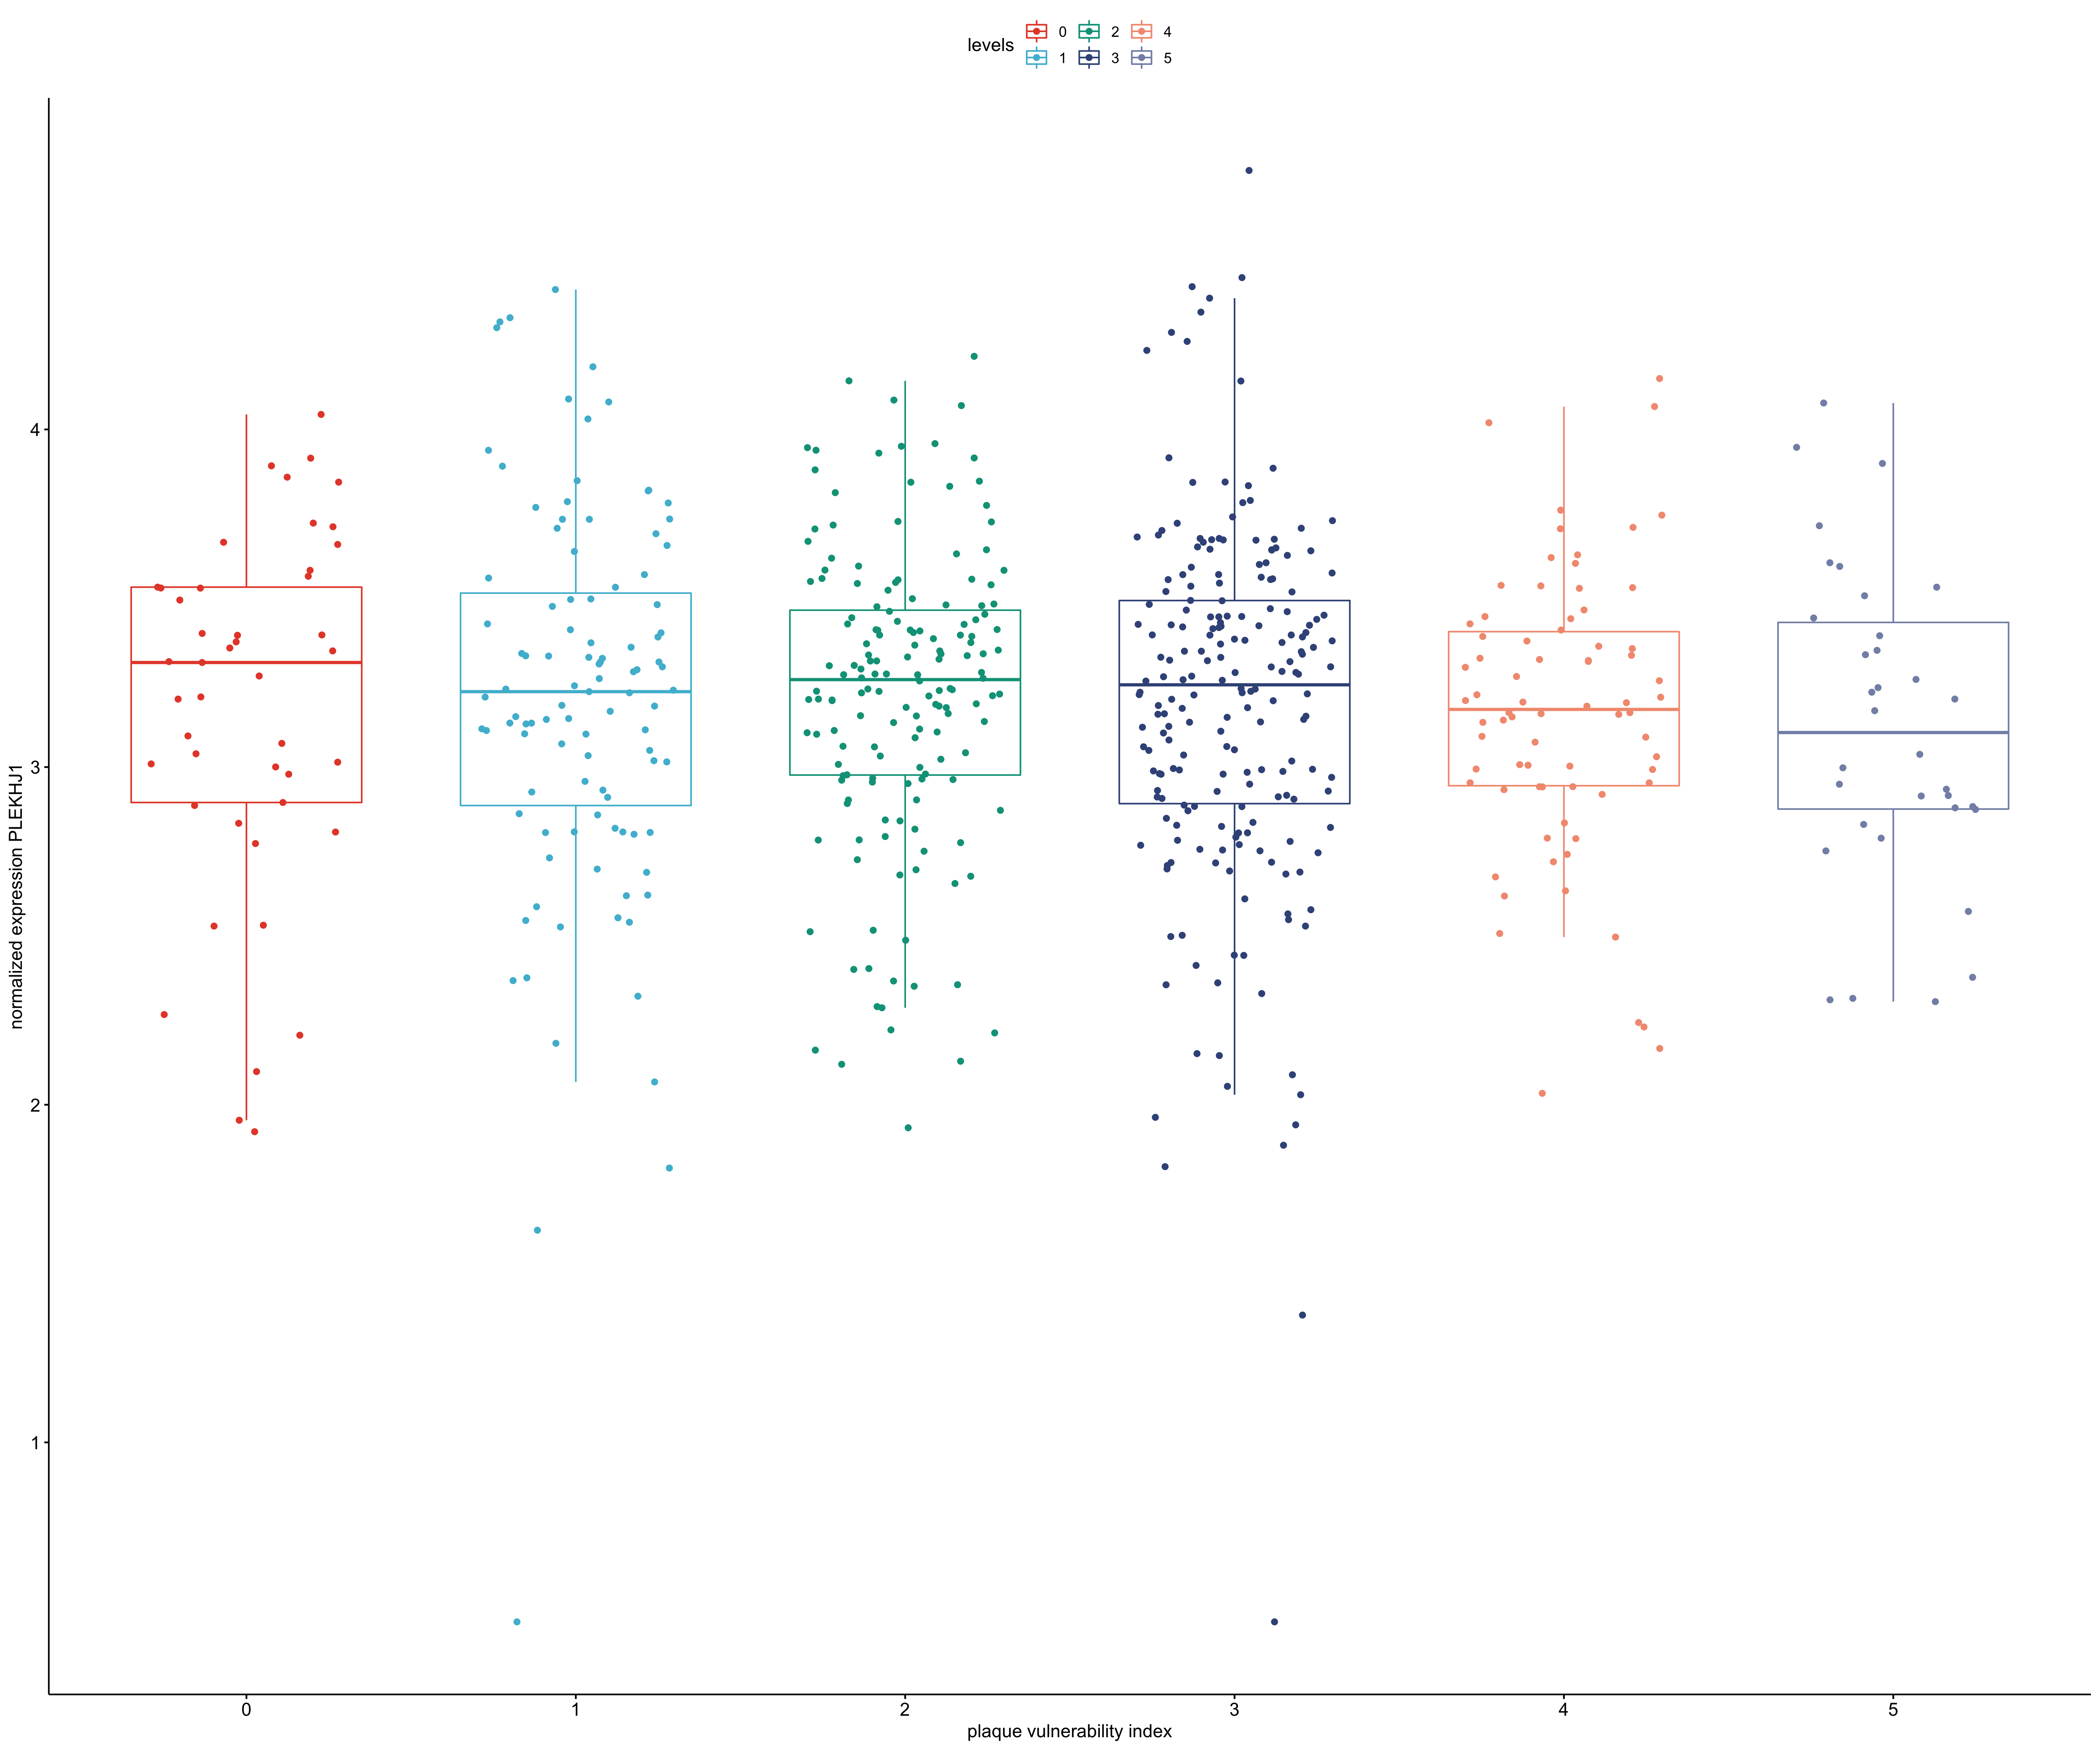 levels
0 2 4
1 3 5
normalized expression PLEKHJ1
4
3
2
1
0 1 2 3 4 5
plaque vulnerability index